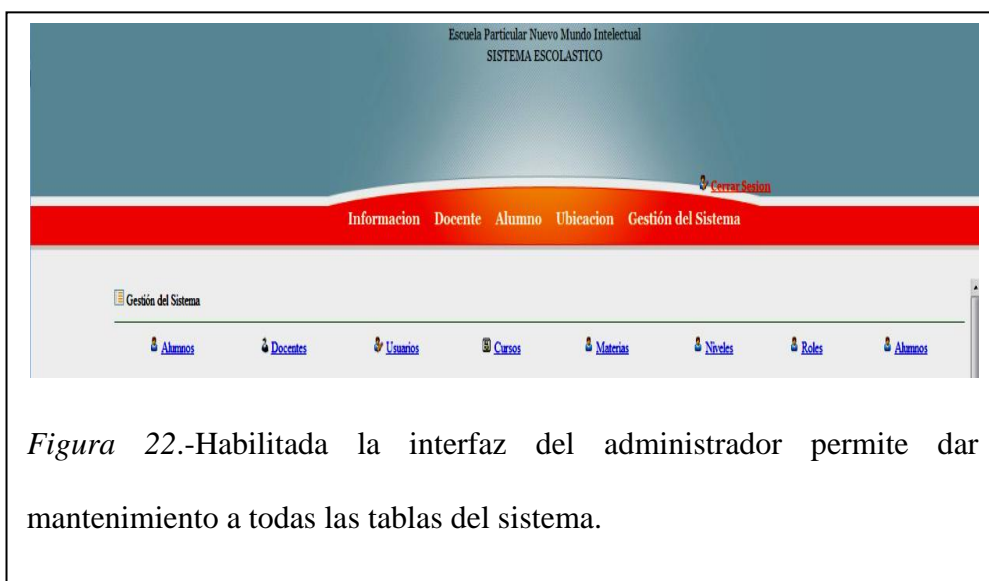 Escuela Particular Nuevo Mundo Intelectual
SISTEMA ESCOLASTICO
Cerrar Sesion
Informacion Docente Alumno Ubicacion Gestión del Sistema
Gestión del Sistema
Alumnos Docentes Usuarios Cursos Materias Niveles Roles Alumnos
Figura 22.-Habilitada la interfaz del administrador permite dar
mantenimiento a todas las tablas del sistema.